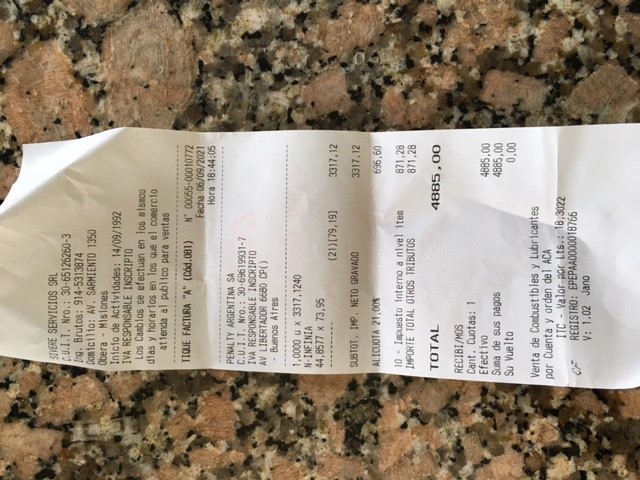 SIVERE SERVICIOS SRL
C.U.I.T. Nro.: 30-65126260-3
Ing. Brutos: 914-5313874
Domicilio: AV. SARMIENTO 1350
Obera - Misiones
Inicio de Actividades: 14/09/1992
IVA RESPONSABLE INSCRIPTO
Los Cambios se efectuan en los mismos
dias y horarios en los que el comercio
atienda al publico para ventas
TIQUE FACTURA "A" (Cód.081) N° 00055-00010772
Fecha 06/09/2021
Hora 18:44:05
PENALTY ARGENTINA SA
C.U.I.T. Nro.: 30-69619931-7
IVA RESPONSABLE INSCRIPTO
AV LIBERTADOR 6680 CP()
- Buenos Aires
1,0000 u x 3317,1240
N-INFINIA
44,8577 x 73,95
---------- (21)[79,19] 3317,12
SUBTOT. IMP. NETO GRAVADO 3317,12
ALICUOTA 21,00% 696,60
10 - Impuesto interno a nivel ítem 871,28
IMPORTE TOTAL OTROS TRIBUTOS 871,28
TOTAL 4885,00
RECIBI/MOS
Cant. Cuotas: 1
Efectivo 4885,00
Suma de sus pagos 4885,00
Su Vuelto 0,00
Venta de Combustibles y Lubricantes
por Cuenta y orden del ACA
ITC - Valor por Lts.: 18,3022
CF REGISTRO: EPEPAA0000018766
V: 1.02 Jano